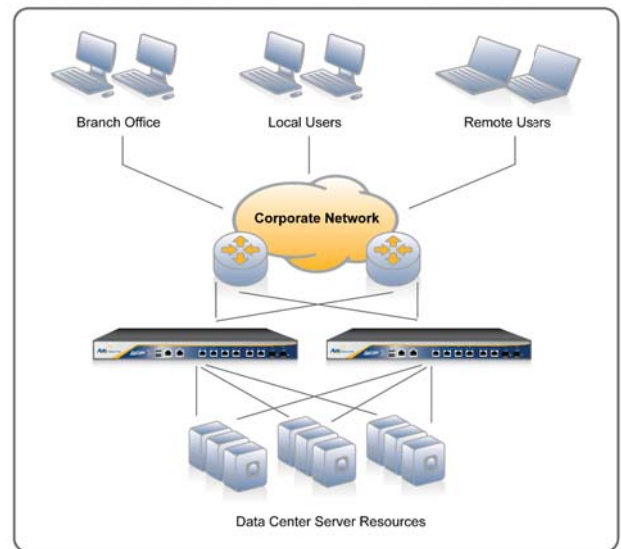 Branch Office
Local Users
Remote Users
Corporate Network
Data Center Server Resources